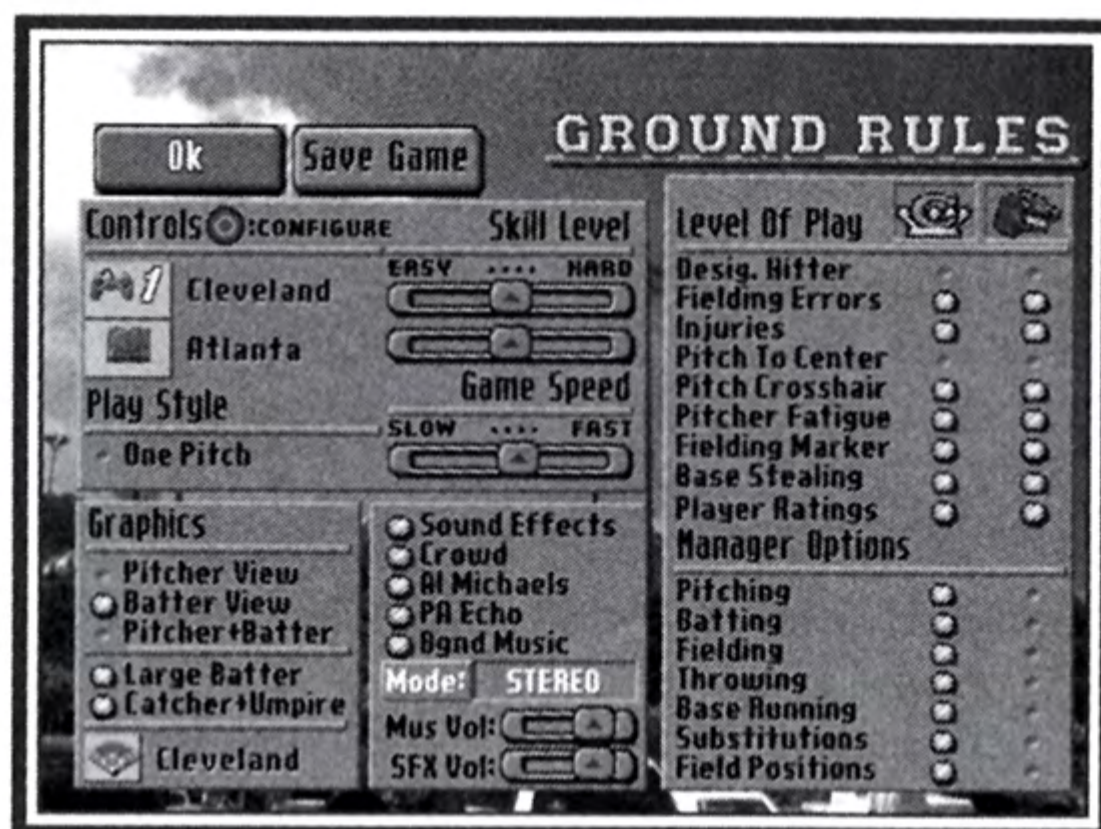 GROUND RULES
Ok
Save Game
Controls :CONFIGURE
Skill Level
EASY .... HARD
1 Cleveland
Atlanta
Play Style
Game Speed
SLOW .... FAST
One Pitch
Graphics
Pitcher View
Batter View
Pitcher+Batter
Large Batter
Catcher+Umpire
Cleveland
Sound Effects
Crowd
Al Michaels
PA Echo
Bgnd Music
Mode: STEREO
Mus Vol:
SFX Vol:
Level Of Play
Desig. Hitter
Fielding Errors
Injuries
Pitch To Center
Pitch Crosshair
Pitcher Fatigue
Fielding Marker
Base Stealing
Player Ratings
Manager Options
Pitching
Batting
Fielding
Throwing
Base Running
Substitutions
Field Positions